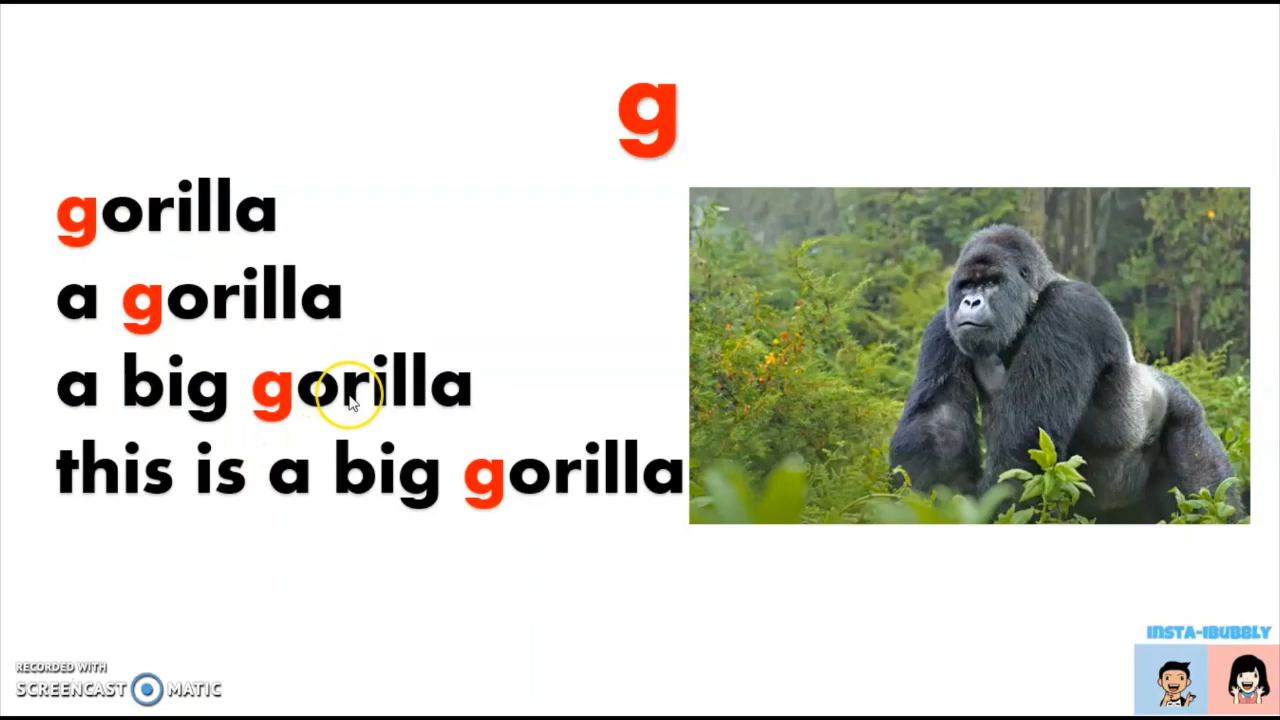 g
gorilla
a gorilla
a big gorilla
this is a big gorilla
INSTA-IBUBBLY
RECORDED WITH
SCREENCAST MATIC